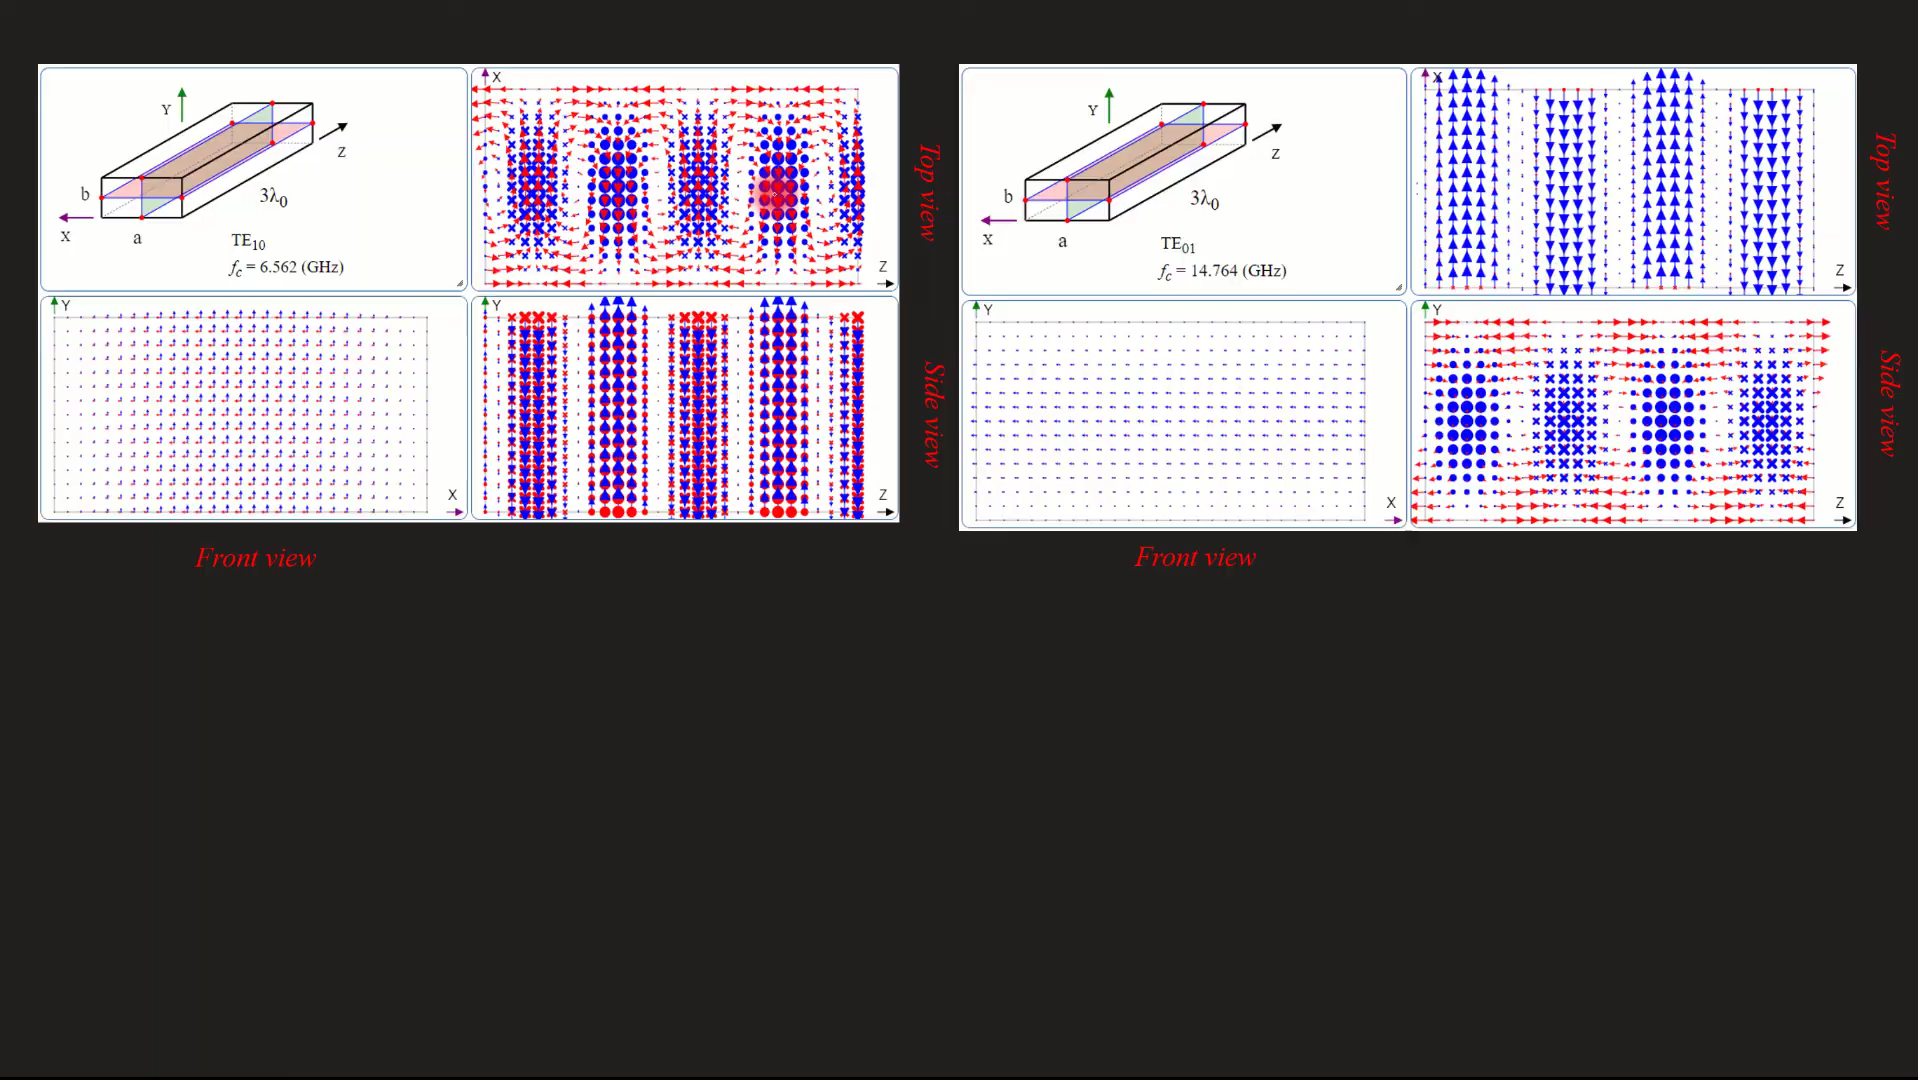 Y
Z
b
3λ0
X
a
TE10
fc = 6.562 (GHz)
X
Z
Top view
Y
X
Y
Z
Side view
Front view
Y
Z
b
3λ0
X
a
TE01
fc = 14.764 (GHz)
X
Z
Top view
Y
X
Y
Z
Side view
Front view